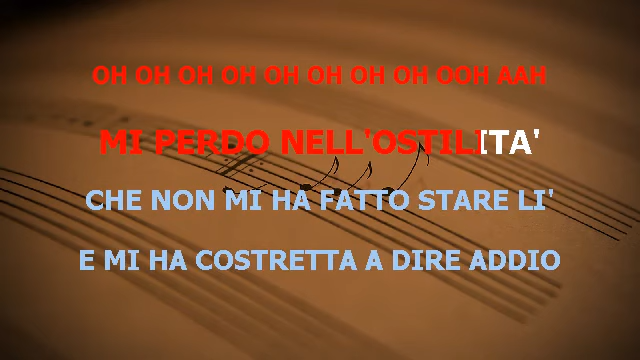 OH OH OH OH OH OH OH OH OOH AAH
MI PERDO NELL'OSTILITA'
CHE NON MI HA FATTO STARE LI'
E MI HA COSTRETTA A DIRE ADDIO